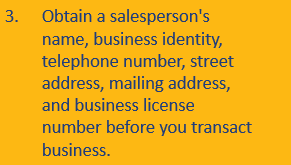 3. Obtain a salesperson's
name, business identity,
telephone number, street
address, mailing address,
and business license
number before you transact
business.